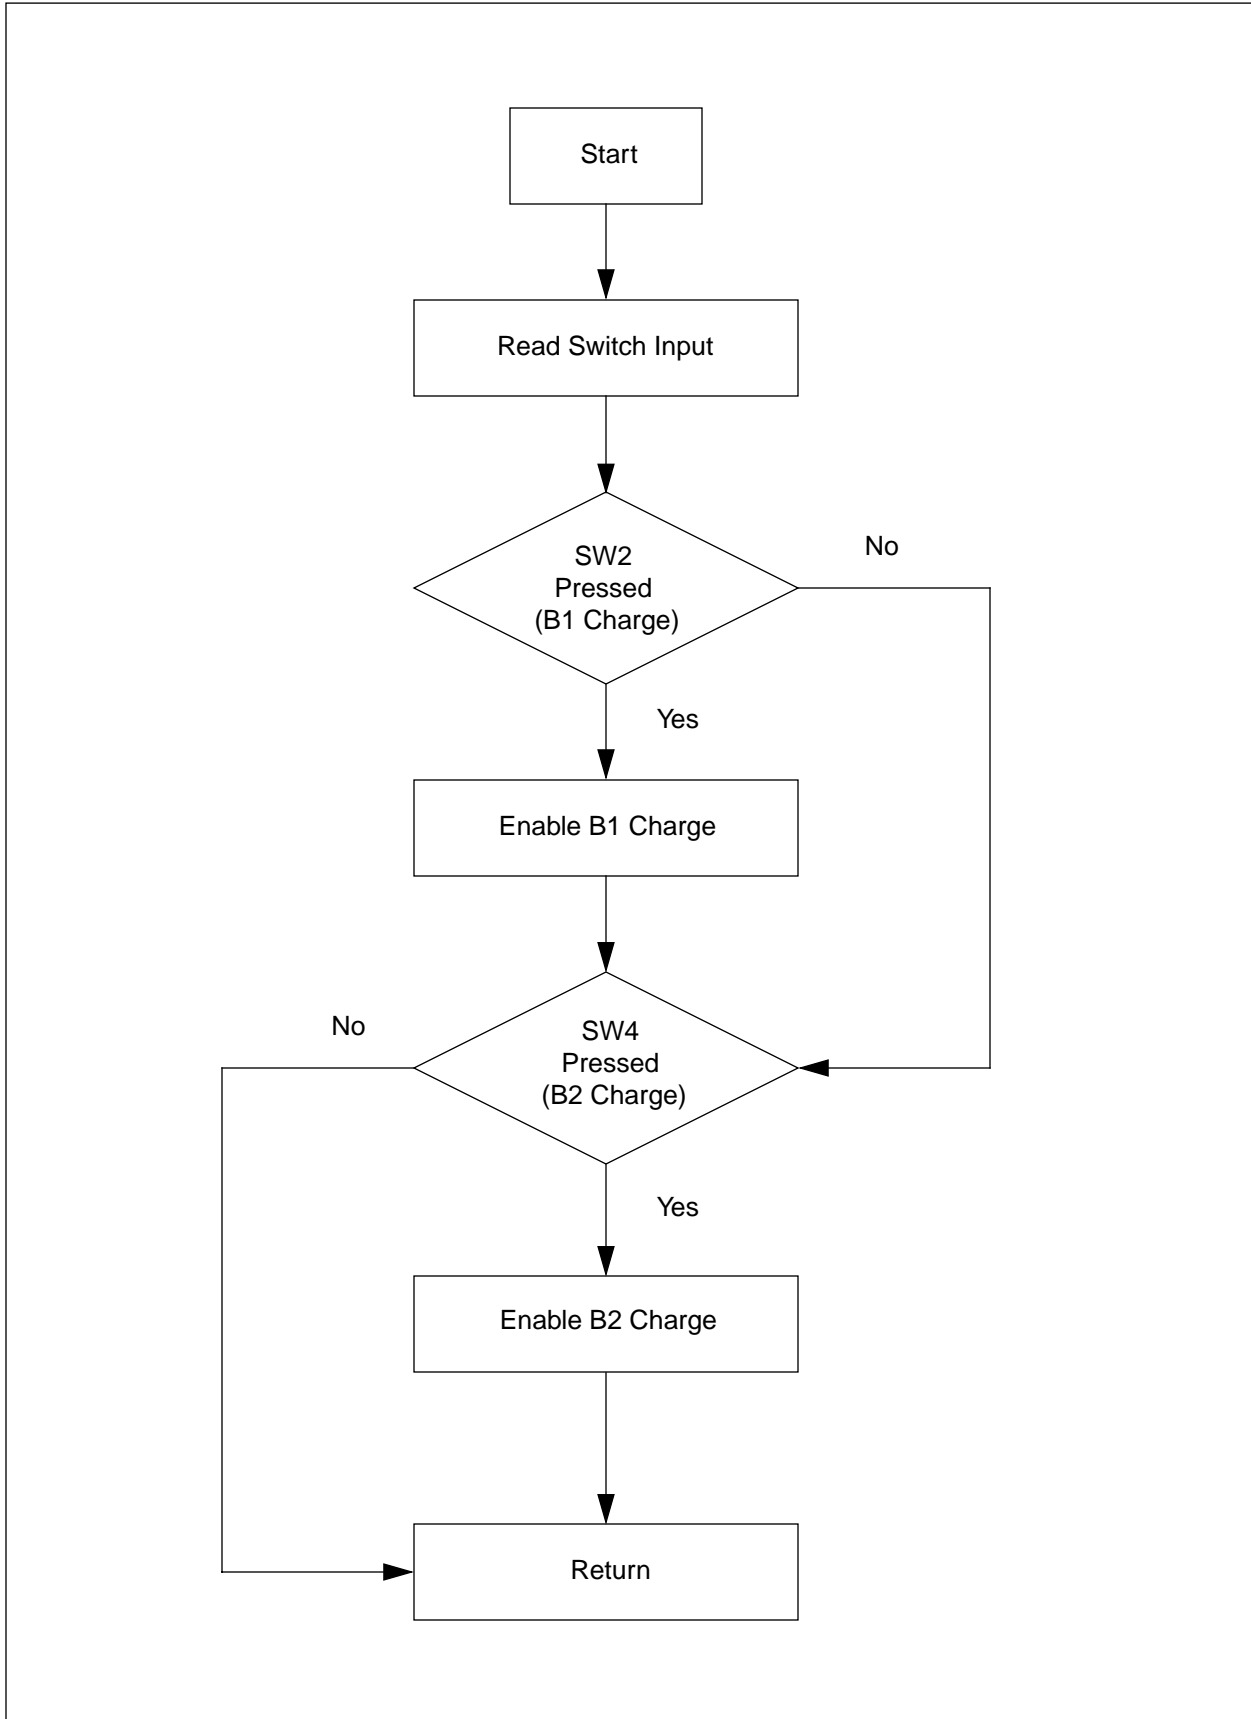 Start
Read Switch Input
SW2
Pressed
(B1 Charge)
No
Yes
Enable B1 Charge
No
SW4
Pressed
(B2 Charge)
Yes
Enable B2 Charge
Return